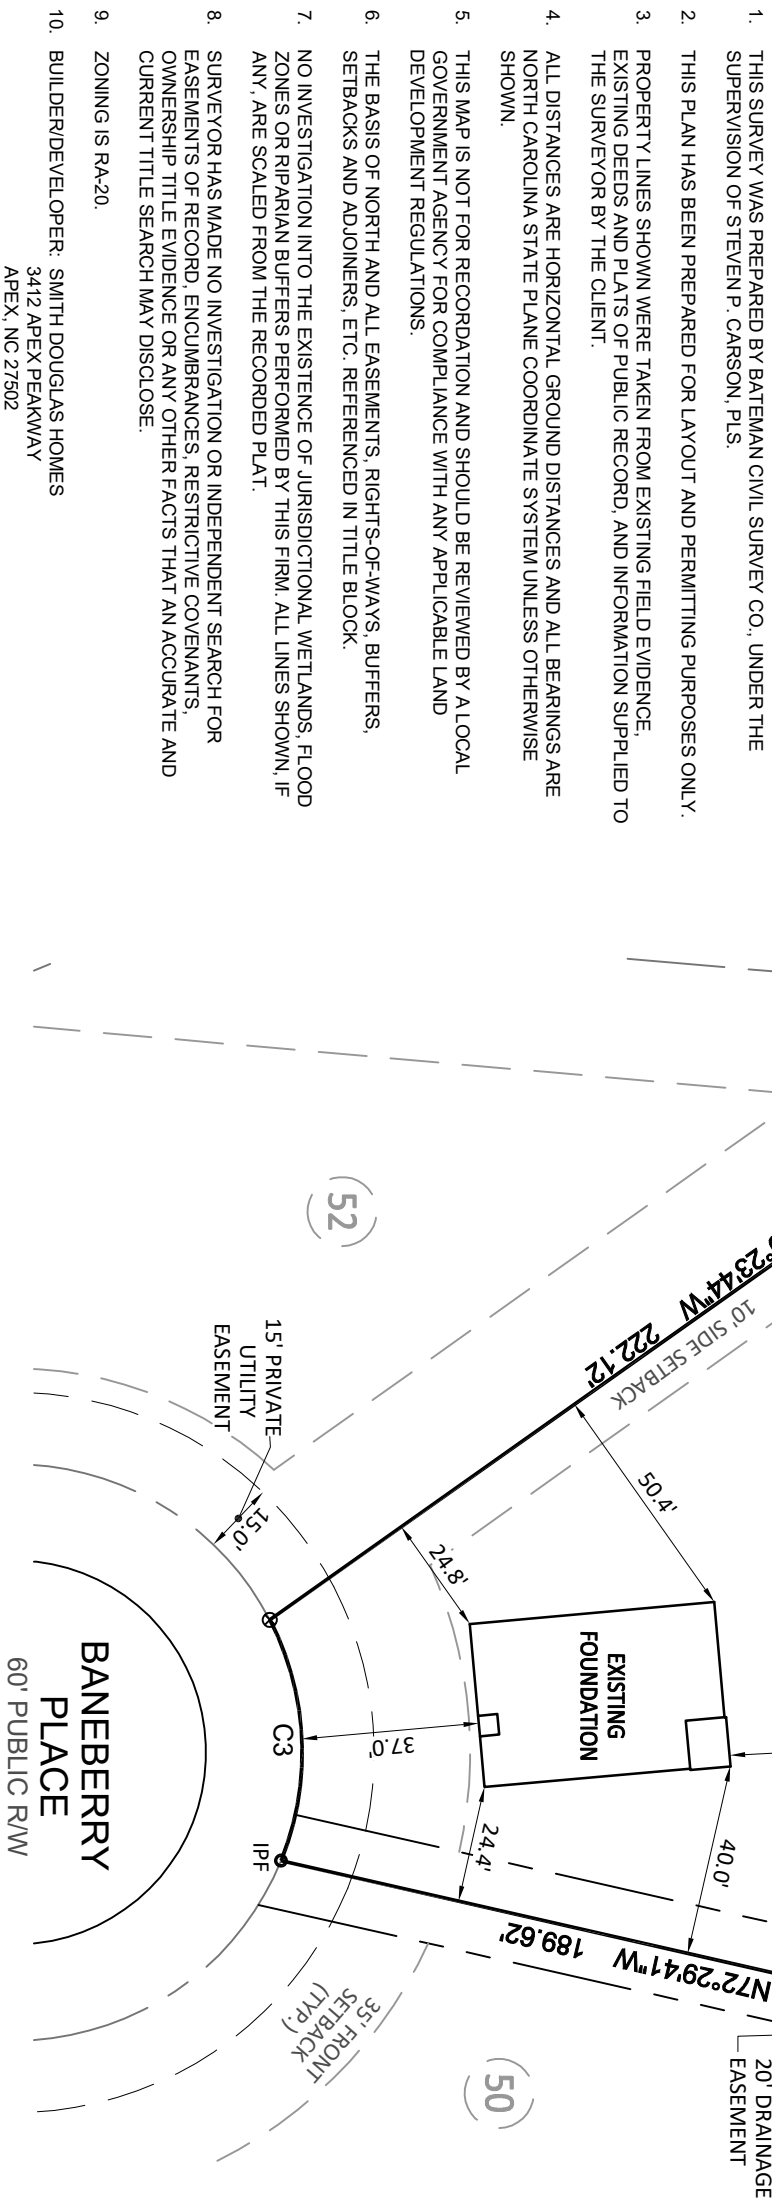 1. THIS SURVEY WAS PREPARED BY BATEMAN CIVIL SURVEY CO., UNDER THE
SUPERVISION OF STEVEN P. CARSON, PLS.
2. THIS PLAN HAS BEEN PREPARED FOR LAYOUT AND PERMITTING PURPOSES ONLY.
3. PROPERTY LINES SHOWN WERE TAKEN FROM EXISTING FIELD EVIDENCE,
EXISTING DEEDS AND PLATS OF PUBLIC RECORD, AND INFORMATION SUPPLIED TO
THE SURVEYOR BY THE CLIENT.
4. ALL DISTANCES ARE HORIZONTAL GROUND DISTANCES AND ALL BEARINGS ARE
NORTH CAROLINA STATE PLANE COORDINATE SYSTEM UNLESS OTHERWISE
SHOWN.
5. THIS MAP IS NOT FOR RECORDATION AND SHOULD BE REVIEWED BY A LOCAL
GOVERNMENT AGENCY FOR COMPLIANCE WITH ANY APPLICABLE LAND
DEVELOPMENT REGULATIONS.
6. THE BASIS OF NORTH AND ALL EASEMENTS, RIGHTS-OF-WAYS, BUFFERS,
SETBACKS AND ADJOINERS, ETC. REFERENCED IN TITLE BLOCK.
7. NO INVESTIGATION INTO THE EXISTENCE OF JURISDICTIONAL WETLANDS, FLOOD
ZONES OR RIPARIAN BUFFERS PERFORMED BY THIS FIRM. ALL LINES SHOWN, IF
ANY, ARE SCALED FROM THE RECORDED PLAT.
8. SURVEYOR HAS MADE NO INVESTIGATION OR INDEPENDENT SEARCH FOR
EASEMENTS OF RECORD, ENCUMBRANCES, RESTRICTIVE COVENANTS,
OWNERSHIP TITLE EVIDENCE OR ANY OTHER FACTS THAT AN ACCURATE AND
CURRENT TITLE SEARCH MAY DISCLOSE.
9. ZONING IS RA-20.
10. BUILDER/DEVELOPER: SMITH DOUGLAS HOMES
3412 APEX PEAKWAY
APEX, NC 27502
°23'44"W 222.12'
10' SIDE SETBACK
52
50.4'
24.8'
EXISTING
FOUNDATION
15' PRIVATE
UTILITY
EASEMENT
15.0'
37.0'
C3
40.0'
24.4'
IPF
N72°29'41"W 189.62'
20' DRAINAGE
EASEMENT
35' FRONT
SETBACK
(TYP.)
50
BANEBERRY
PLACE
60' PUBLIC R/W